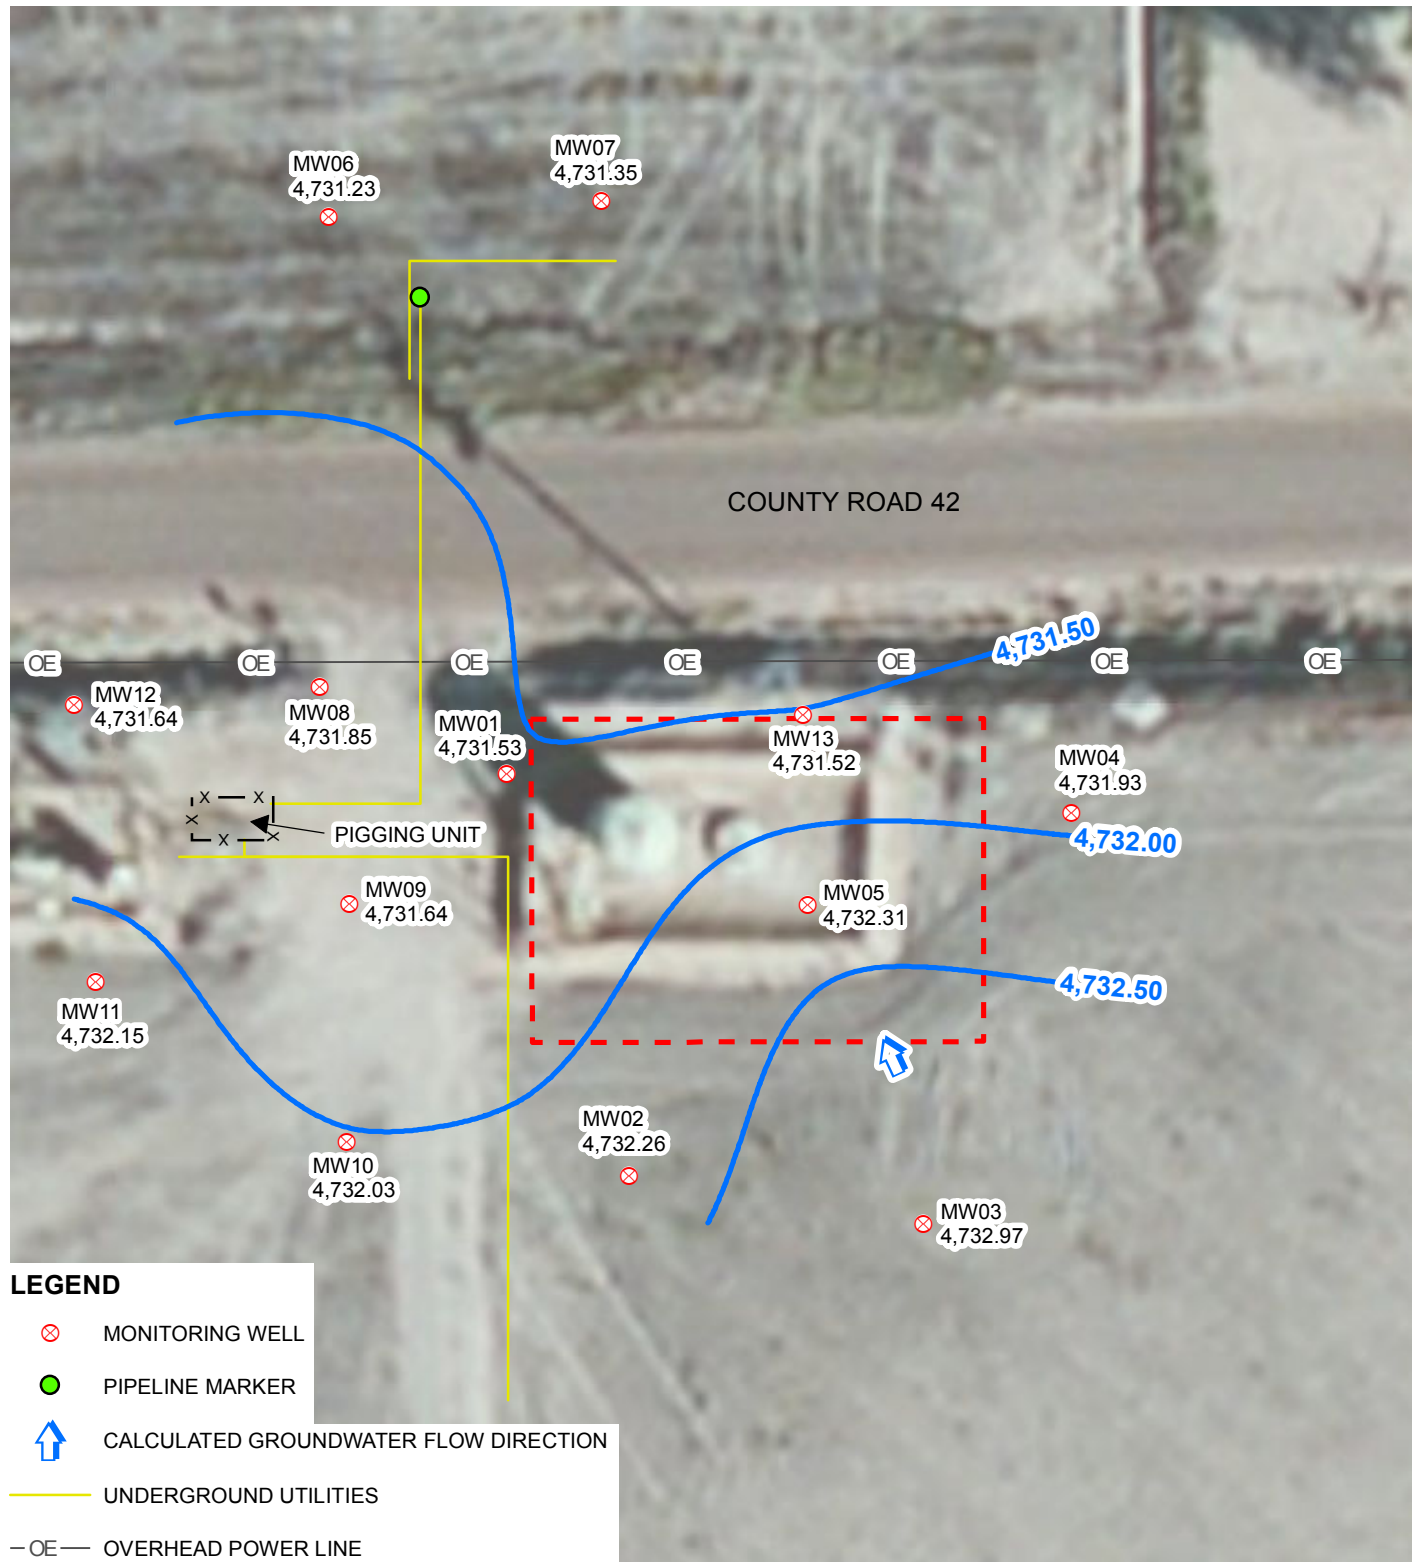 MW06
4,731.23
MW07
4,731.35
COUNTY ROAD 42
4,731.50
OE OE OE OE OE OE OE
MW12
4,731.64
MW08
4,731.85
MW01
4,731.53
MW13
4,731.52
MW04
4,731.93
X X
X
X X
PIGGING UNIT
4,732.00
MW09
4,731.64
MW05
4,732.31
4,732.50
MW11
4,732.15
MW02
4,732.26
MW10
4,732.03
MW03
4,732.97
LEGEND
MONITORING WELL
PIPELINE MARKER
CALCULATED GROUNDWATER FLOW DIRECTION
UNDERGROUND UTILITIES
OE OVERHEAD POWER LINE